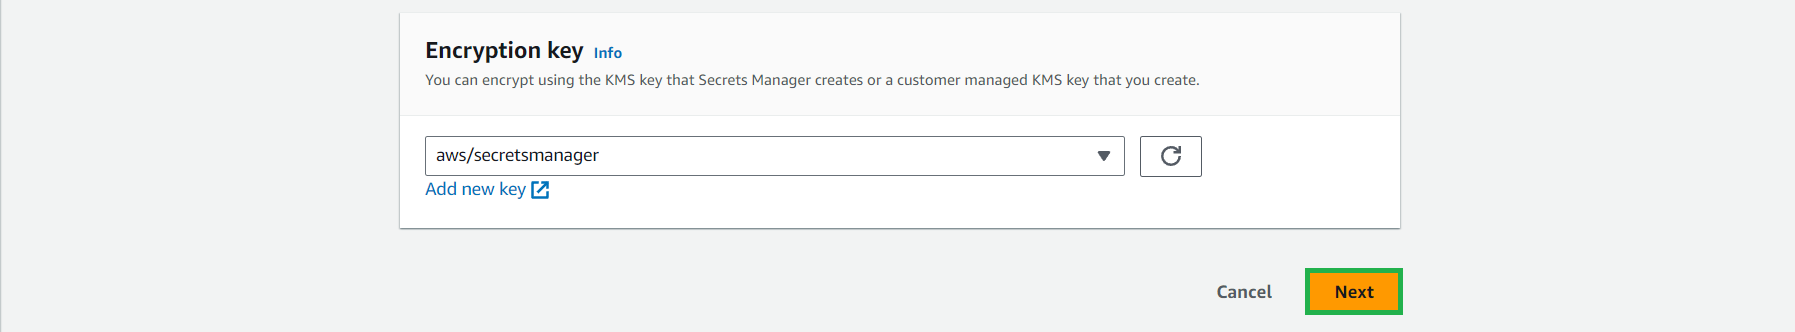 Encryption key Info
You can encrypt using the KMS key that Secrets Manager creates or a customer managed KMS key that you create.
aws/secretsmanager
Add new key
Cancel Next